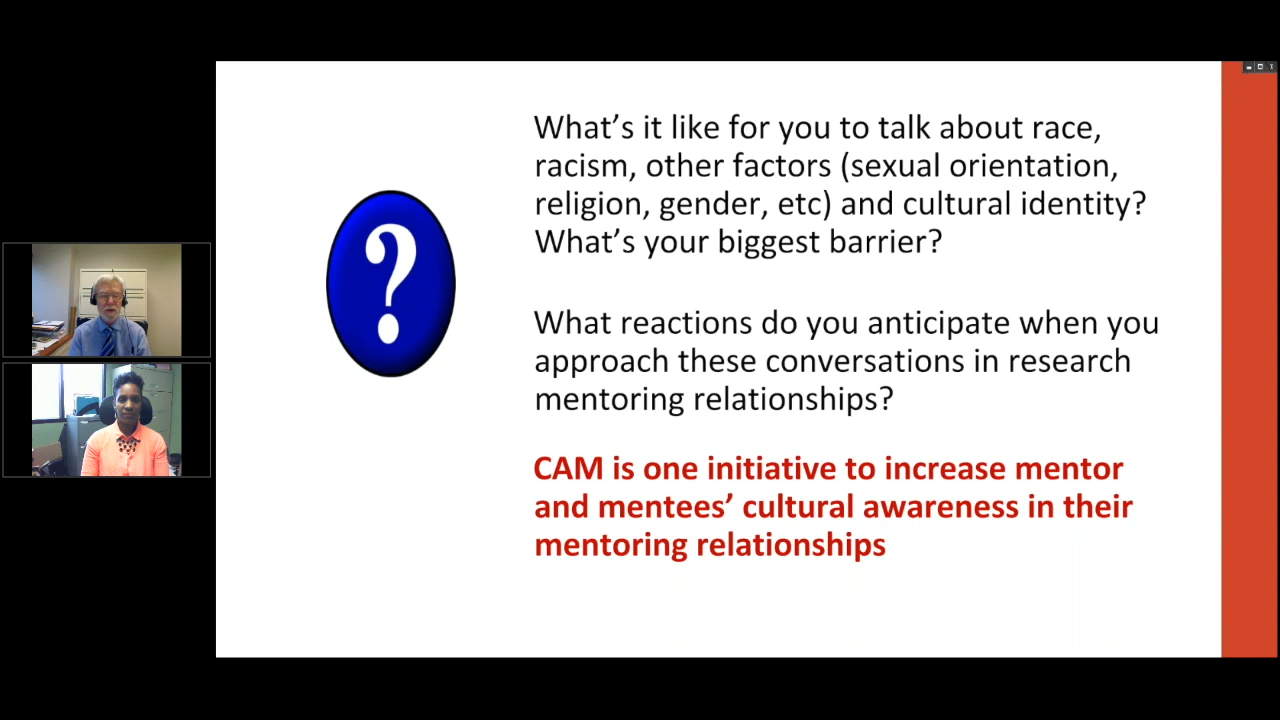 What's it like for you to talk about race,
racism, other factors (sexual orientation,
religion, gender, etc) and cultural identity?
What's your biggest barrier?
What reactions do you anticipate when you
approach these conversations in research
mentoring relationships?
CAM is one initiative to increase mentor
and mentees' cultural awareness in their
mentoring relationships
?